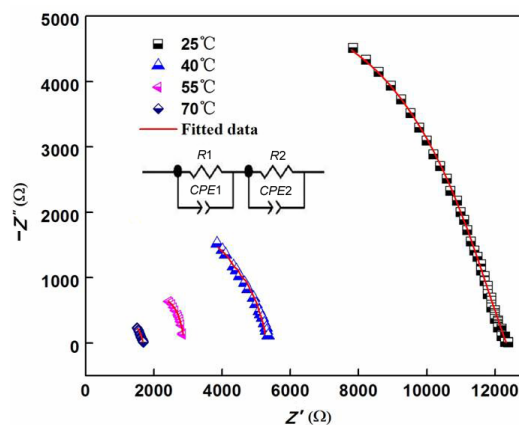 5000
4000
3000
2000
1000
0
−Z″ (Ω)
25℃
40℃
55℃
70℃
Fitted data
R1 R2
CPE1 CPE2
0 2000 4000 6000 8000 10000 12000
Z′ (Ω)